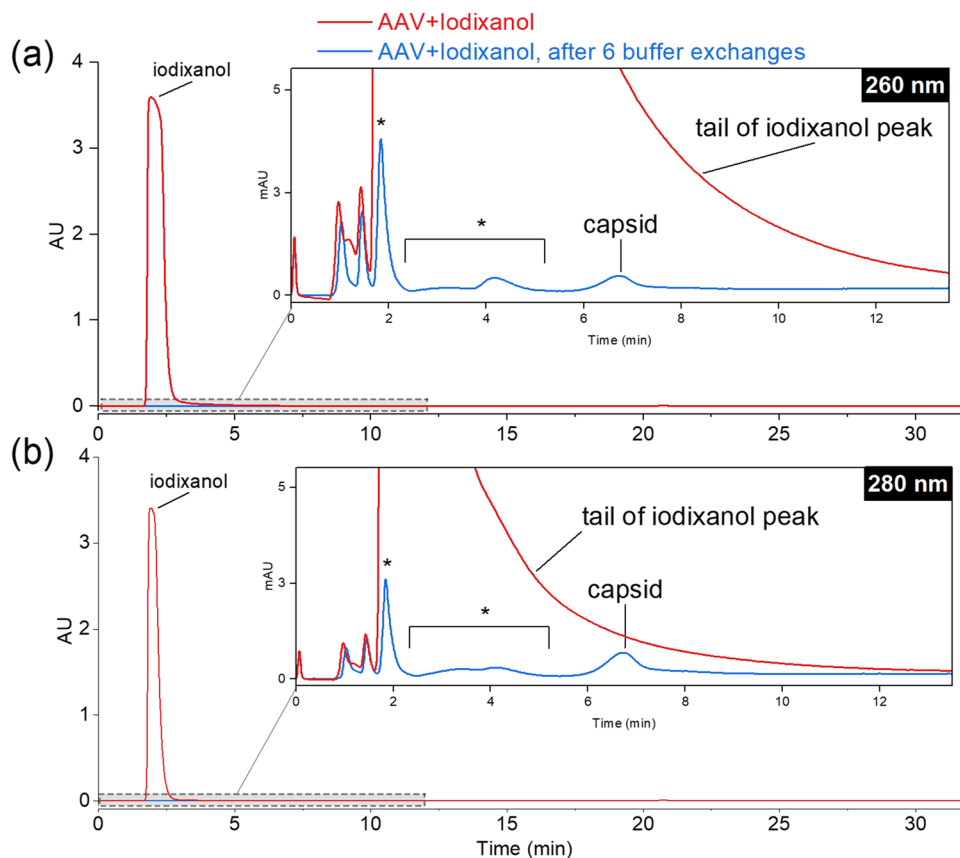 AAV+Iodixanol
AAV+Iodixanol, after 6 buffer exchanges
(a)
iodixanol
260 nm
tail of iodixanol peak
capsid
*
*
mAU
5
3
0
0 2 4 6 8 10 12
Time (min)
AU
4
3
2
1
0
0 5 10 15 20 25 30
(b)
iodixanol
280 nm
tail of iodixanol peak
capsid
*
*
mAU
5
3
0
0 2 4 6 8 10 12
Time (min)
AU
4
3
2
1
0
0 5 10 15 20 25 30
Time (min)